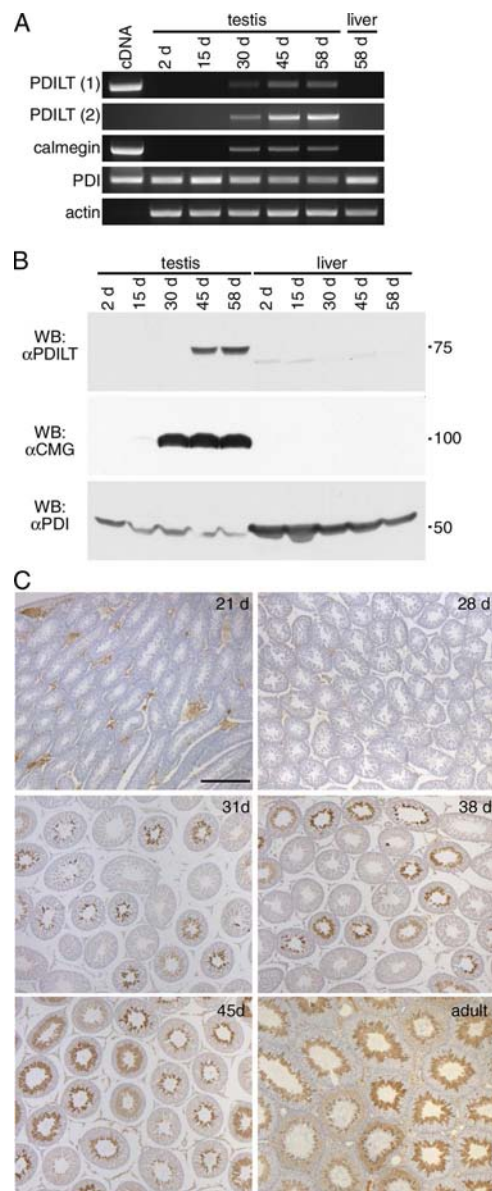 A
testis
liver
cDNA
2 d
15 d
30 d
45 d
58 d
58 d
PDILT (1)
PDILT (2)
calmegin
PDI
actin
B
testis
liver
2 d
15 d
30 d
45 d
58 d
2 d
15 d
30 d
45 d
58 d
WB:
αPDILT
·75
WB:
αCMG
·100
WB:
αPDI
·50
C
21 d
28 d
31d
38 d
45d
adult